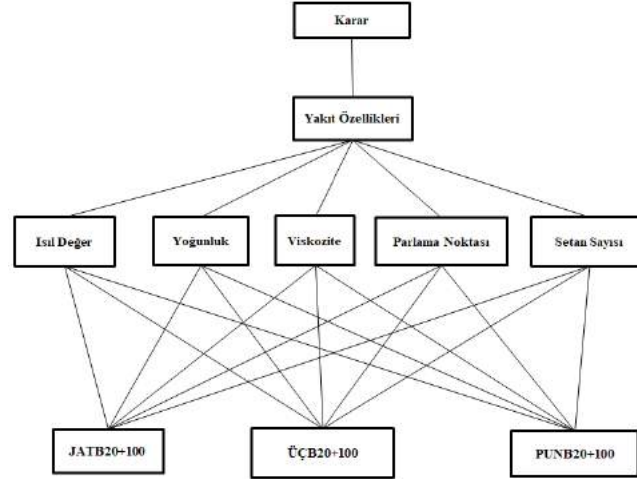 Karar
Yakıt Özellikleri
Isıl Değer
Yoğunluk
Viskozite
Parlama Noktası
Setan Sayısı
JATB20+100
ÜÇB20+100
PUNB20+100